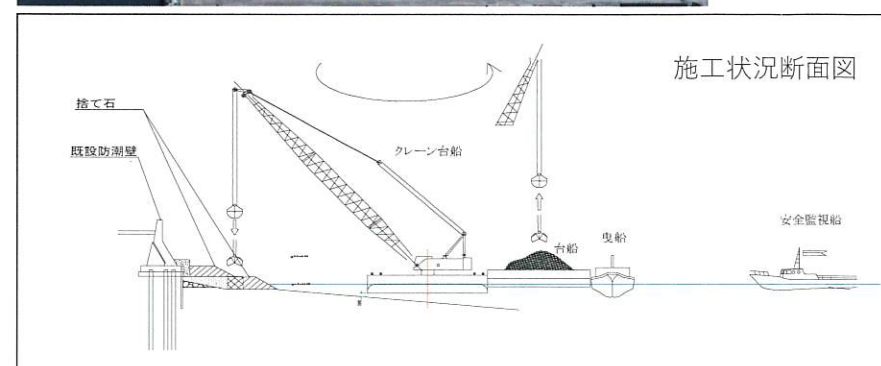 施工状況断面図
捨て石
既設防潮壁
クレーン台船
台船
曳船
安全監視船